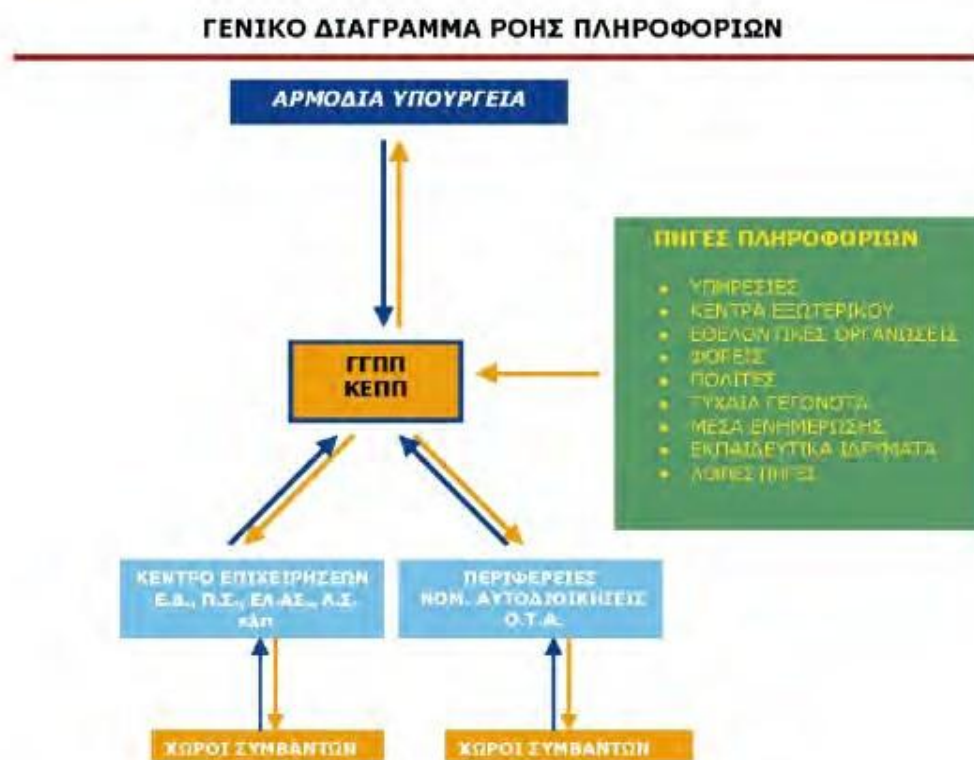 ΓΕΝΙΚΟ ΔΙΑΓΡΑΜΜΑ ΡΟΗΣ ΠΛΗΡΟΦΟΡΙΩΝ
ΑΡΜΟΔΙΑ ΥΠΟΥΡΓΕΙΑ
ΠΗΓΕΣ ΠΛΗΡΟΦΟΡΙΩΝ
• ΥΠΗΡΕΣΙΕΣ
• ΚΕΝΤΡΑ ΕΞΩΤΕΡΙΚΟΥ
• ΕΘΕΛΟΝΤΙΚΕΣ ΟΡΓΑΝΩΣΕΙΣ
• ΦΟΡΕΙΣ
• ΠΟΛΙΤΕΣ
• ΤΥΧΑΙΑ ΓΕΓΟΝΟΤΑ
• ΜΕΣΑ ΕΝΗΜΕΡΩΣΗΣ
• ΕΚΠΑΙΔΕΥΤΙΚΑ ΙΔΡΥΜΑΤΑ
• ΛΟΙΠΕΣ ΠΗΓΕΣ
ΓΓΠΠ
ΚΕΠΠ
ΚΕΝΤΡΟ ΕΠΙΧΕΙΡΗΣΕΩΝ
Ε.Δ., Π.Σ., ΕΛ-ΑΣ., Λ.Σ.
κλπ
ΠΕΡΙΦΕΡΕΙΕΣ
ΝΟΜ. ΑΥΤΟΔΙΟΙΚΗΣΕΙΣ
Ο.Τ.Α.
ΧΩΡΟΙ ΣΥΜΒΑΝΤΩΝ
ΧΩΡΟΙ ΣΥΜΒΑΝΤΩΝ